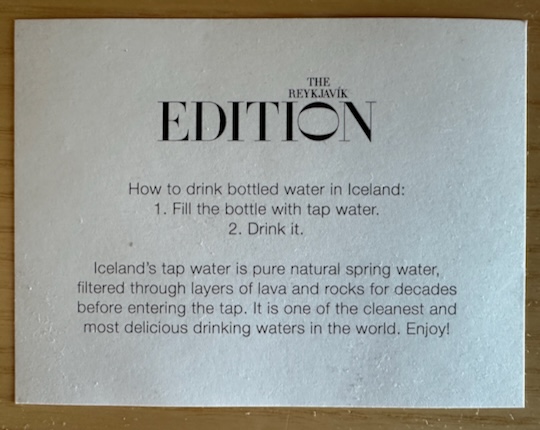 THE
REYKJAVÍK
EDITION
How to drink bottled water in Iceland:
1. Fill the bottle with tap water.
2. Drink it.
Iceland's tap water is pure natural spring water,
filtered through layers of lava and rocks for decades
before entering the tap. It is one of the cleanest and
most delicious drinking waters in the world. Enjoy!